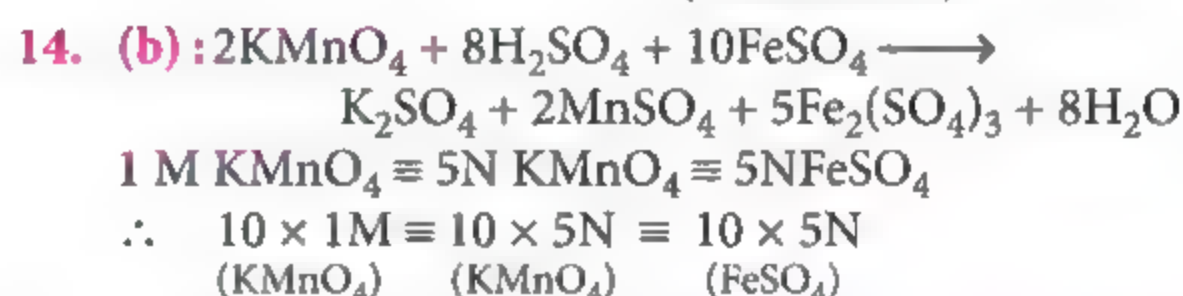 14. (b) : 2KMnO₄ + 8H₂SO₄ + 10FeSO₄ ⟶
K₂SO₄ + 2MnSO₄ + 5Fe₂(SO₄)₃ + 8H₂O
1 M KMnO₄ ≡ 5N KMnO₄ ≡ 5NFeSO₄
∴ 10 × 1M ≡ 10 × 5N ≡ 10 × 5N
(KMnO₄) (KMnO₄) (FeSO₄)